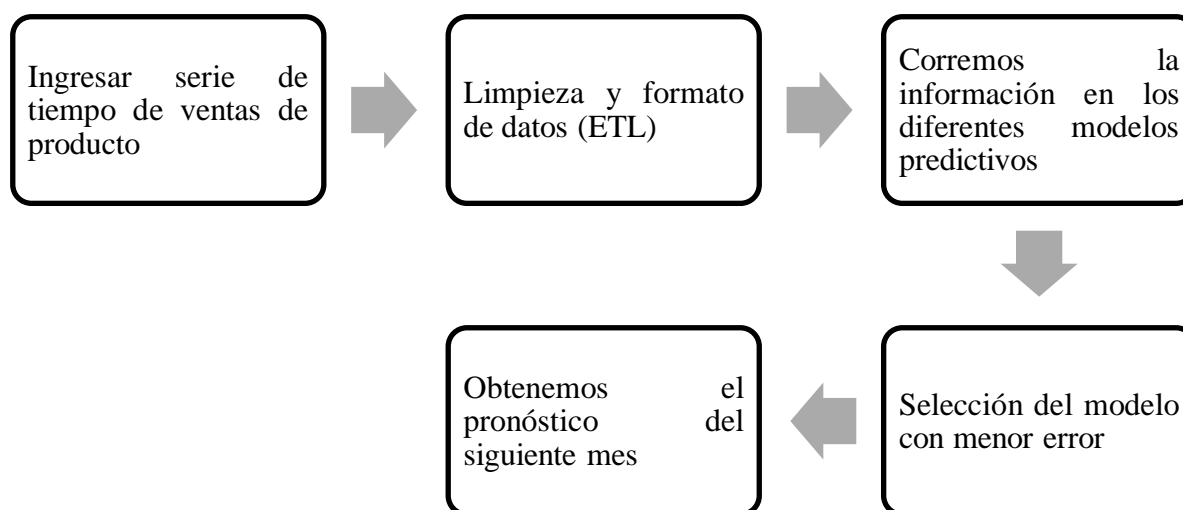 Ingresar serie de
tiempo de ventas de
producto
Limpieza y formato
de datos (ETL)
Corremos la
información en los
diferentes modelos
predictivos
Selección del modelo
con menor error
Obtenemos el
pronóstico del
siguiente mes